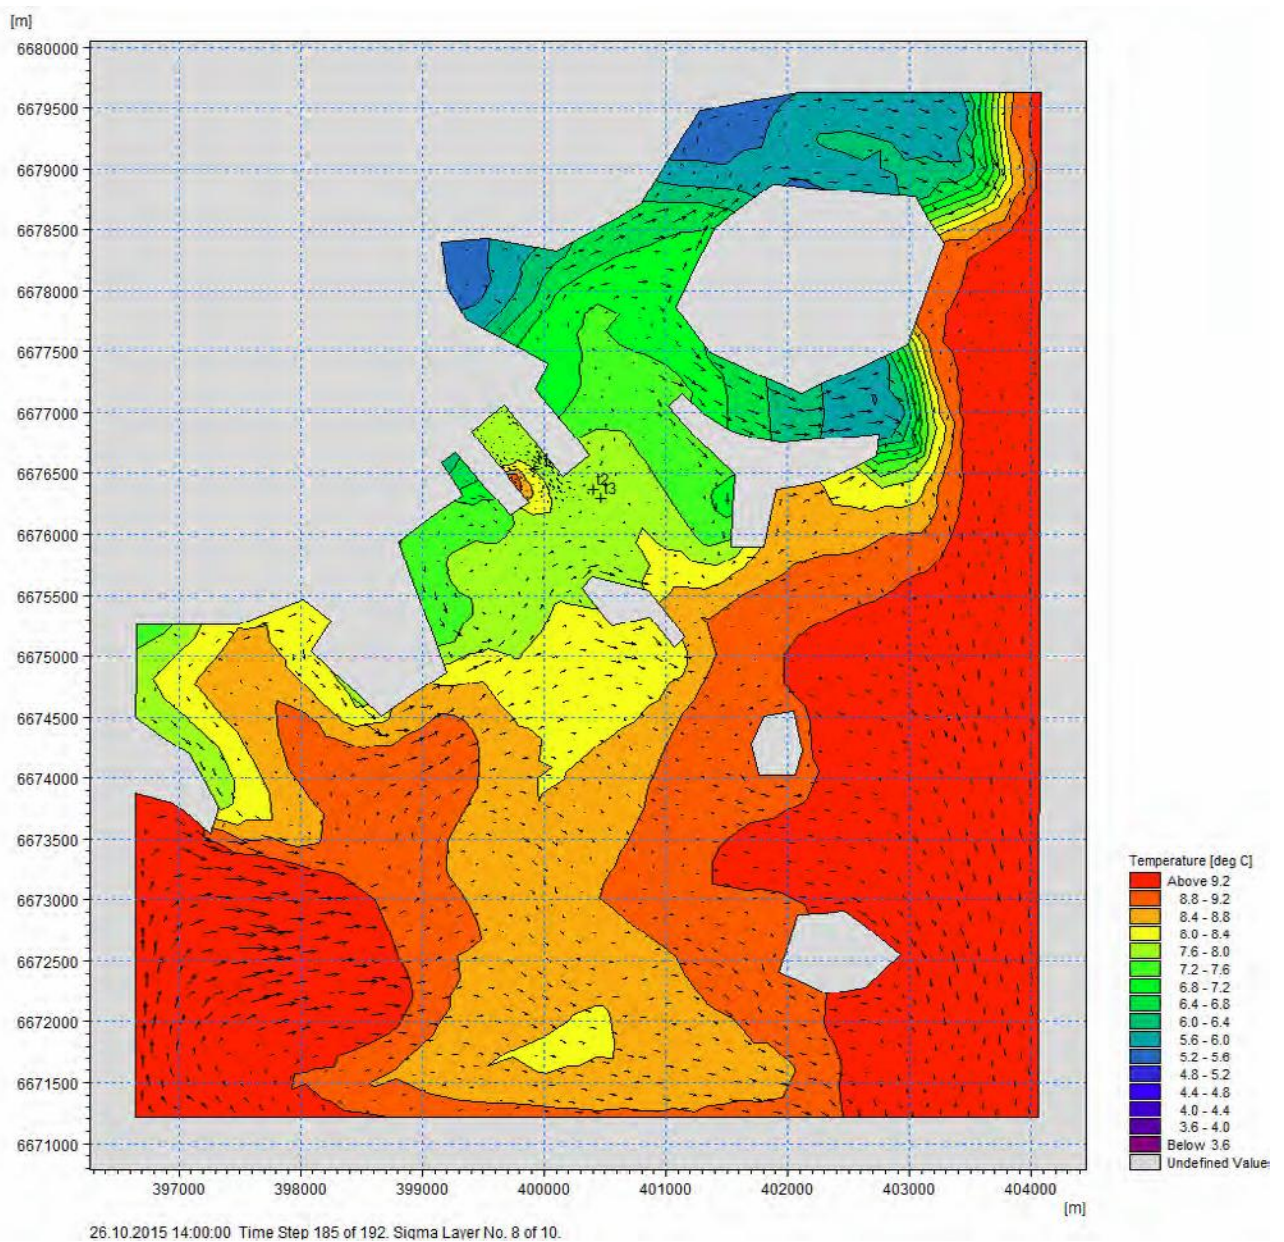 [m]
6680000
6679500
6679000
6678500
6678000
6677500
6677000
6676500
6676000
6675500
6675000
6674500
6674000
6673500
6673000
6672500
6672000
6671500
6671000
t2
t3
397000 398000 399000 400000 401000 402000 403000 404000
[m]
Temperature [deg C]
Above 9.2
8.8 - 9.2
8.4 - 8.8
8.0 - 8.4
7.6 - 8.0
7.2 - 7.6
6.8 - 7.2
6.4 - 6.8
6.0 - 6.4
5.6 - 6.0
5.2 - 5.6
4.8 - 5.2
4.4 - 4.8
4.0 - 4.4
3.6 - 4.0
Below 3.6
Undefined Value
26.10.2015 14:00:00 Time Step 185 of 192. Sigma Layer No. 8 of 10.